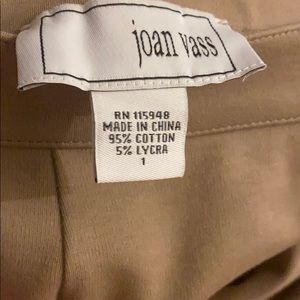 joan vass
RN 115948
MADE IN CHINA
95% COTTON
5% LYCRA
1